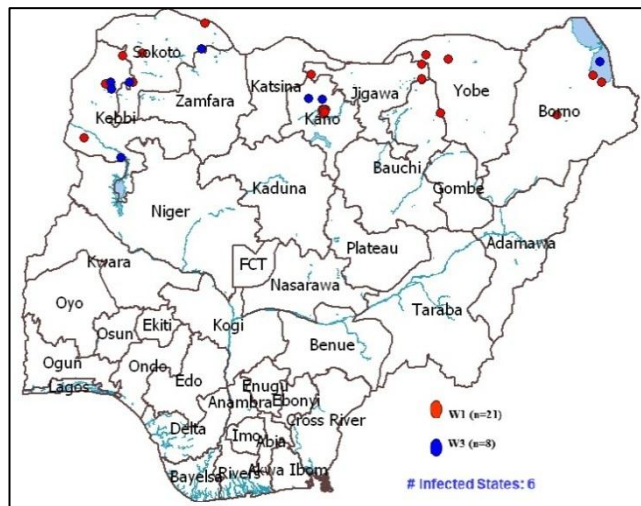 Sokoto
Katsina
Jigawa
Yobe
Zamfara
Borno
Kebbi
Kano
Bauchi
Gombe
Kaduna
Niger
Adamawa
Plateau
Kwara
FCT
Nasarawa
Oyo
Taraba
Ekiti
Kogi
Osun
Benue
Ogun
Ondo
Edo
Enugu
Lagos
Anambra
Ebonyi
Cross River
Delta
Imo
Abia
Bayelsa
Rivers
Akwa Ibom
W1 (n=21)
W3 (n=8)
# Infected States: 6